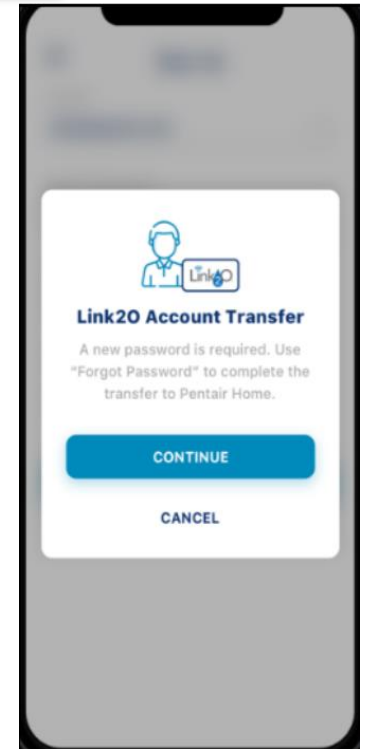 Link2O
Link2O Account Transfer
A new password is required. Use
"Forgot Password" to complete the
transfer to Pentair Home.
CONTINUE
CANCEL